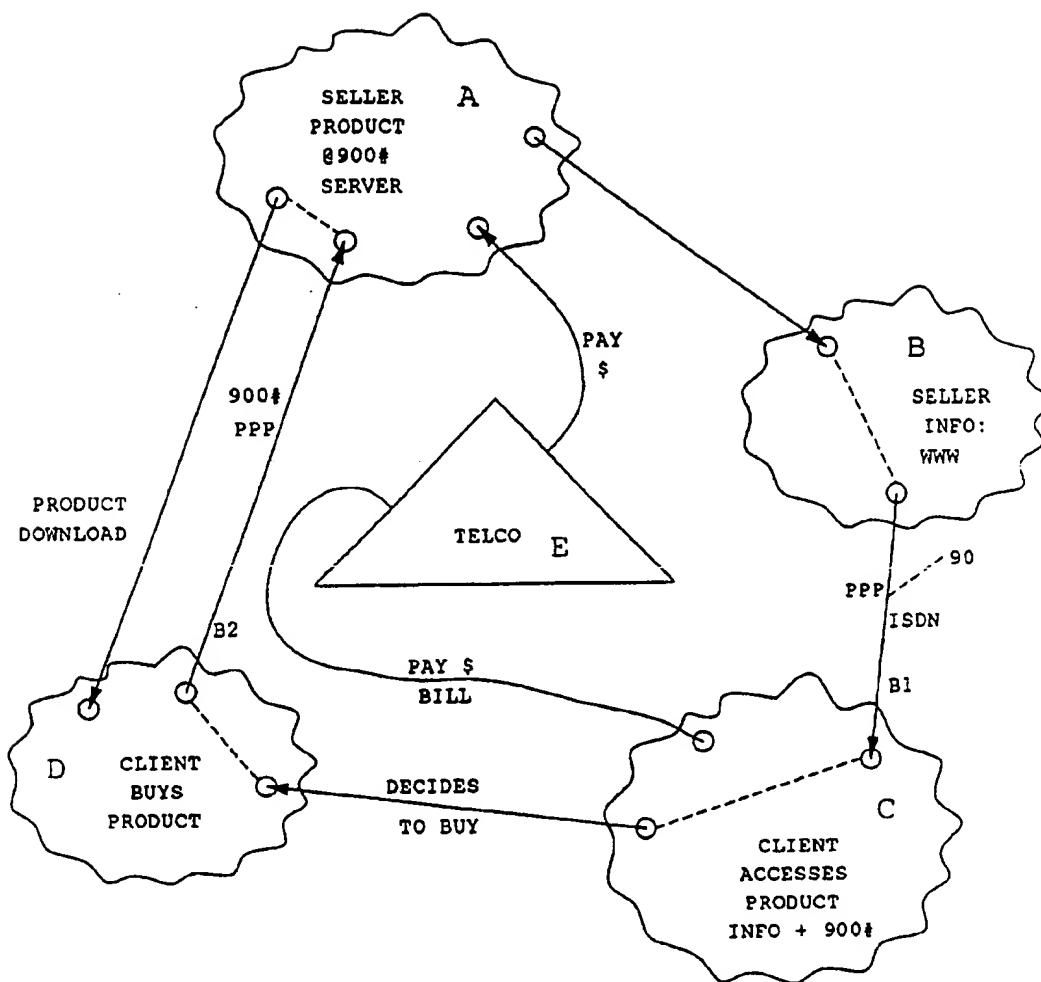 SELLER
PRODUCT
@900#
SERVER
A
PAY
$
B
SELLER
INFO:
WWW
900#
PPP
PRODUCT
DOWNLOAD
TELCO
E
90
PPP
ISDN
B2
B1
PAY $
BILL
D
CLIENT
BUYS
PRODUCT
DECIDES
TO BUY
C
CLIENT
ACCESSES
PRODUCT
INFO + 900#